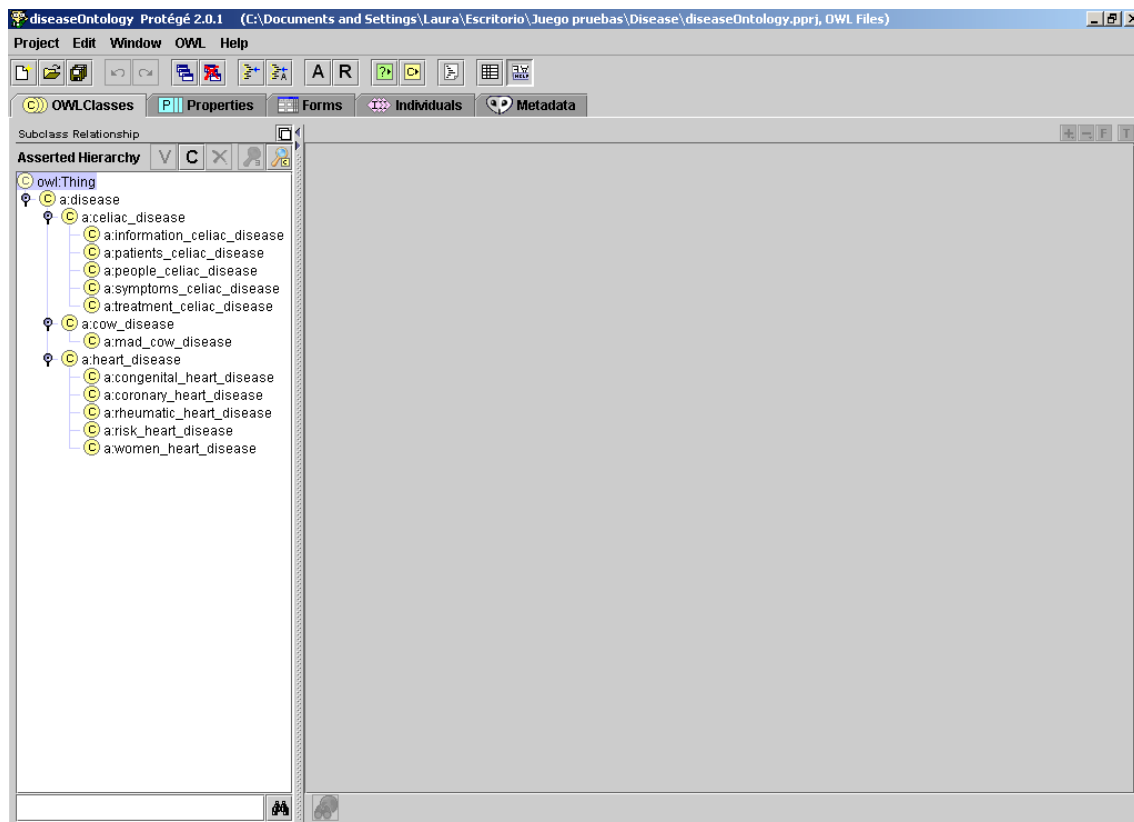 diseaseOntology Protégé 2.0.1 (C:\Documents and Settings\Laura\Escritorio\Juego pruebas\Disease\diseaseOntology.pprj, OWL Files)
Project Edit Window OWL Help
A R
OWLClasses Properties Forms Individuals Metadata
Subclass Relationship
Asserted Hierarchy V C
F T
C owl:Thing
C a:disease
C a:celiac_disease
C a:information_celiac_disease
C a:patients_celiac_disease
C a:people_celiac_disease
C a:symptoms_celiac_disease
C a:treatment_celiac_disease
C a:cow_disease
C a:mad_cow_disease
C a:heart_disease
C a:congenital_heart_disease
C a:coronary_heart_disease
C a:rheumatic_heart_disease
C a:risk_heart_disease
C a:women_heart_disease